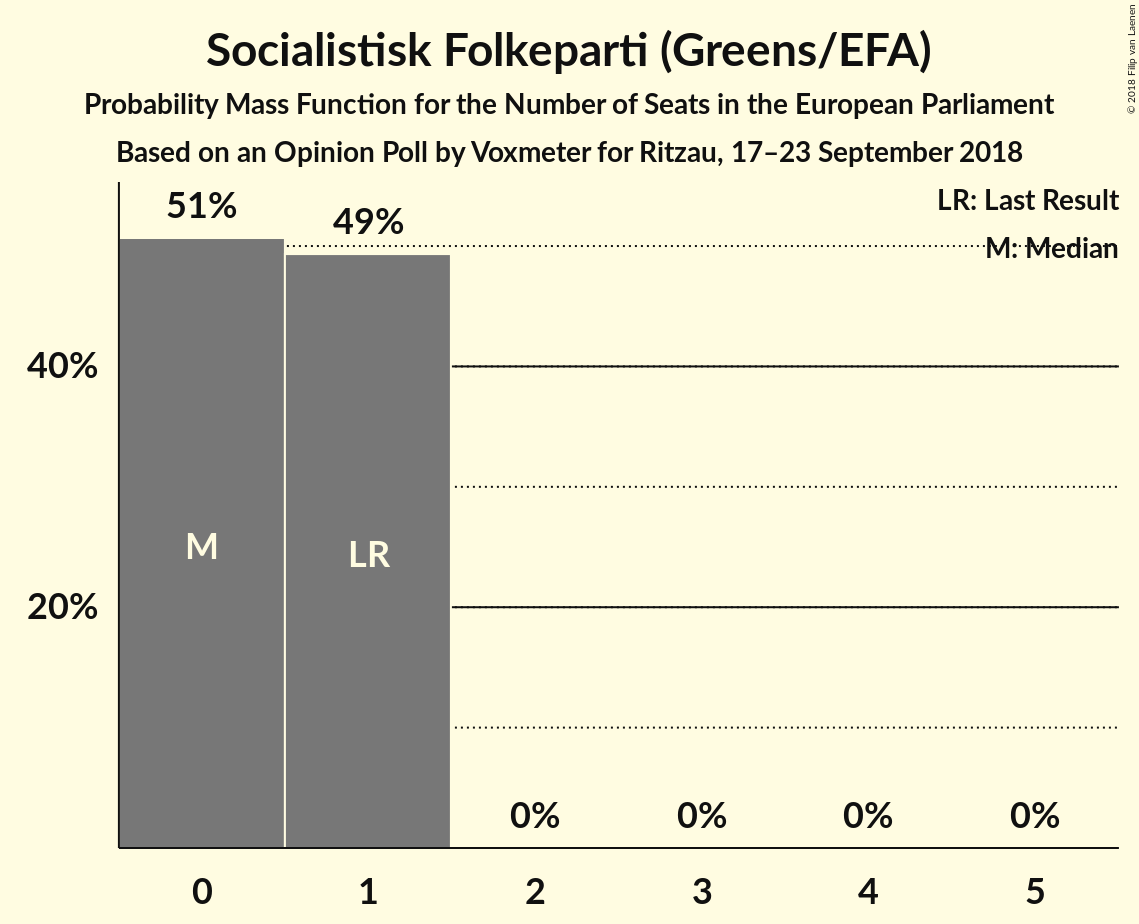 Socialistisk Folkeparti (Greens/EFA)
Probability Mass Function for the Number of Seats in the European Parliament
Based on an Opinion Poll by Voxmeter for Ritzau, 17–23 September 2018
© 2018 Filip van Laenen
LR: Last Result
M: Median
51%
49%
40%
M
LR
20%
0%
0%
0%
0%
0
1
2
3
4
5